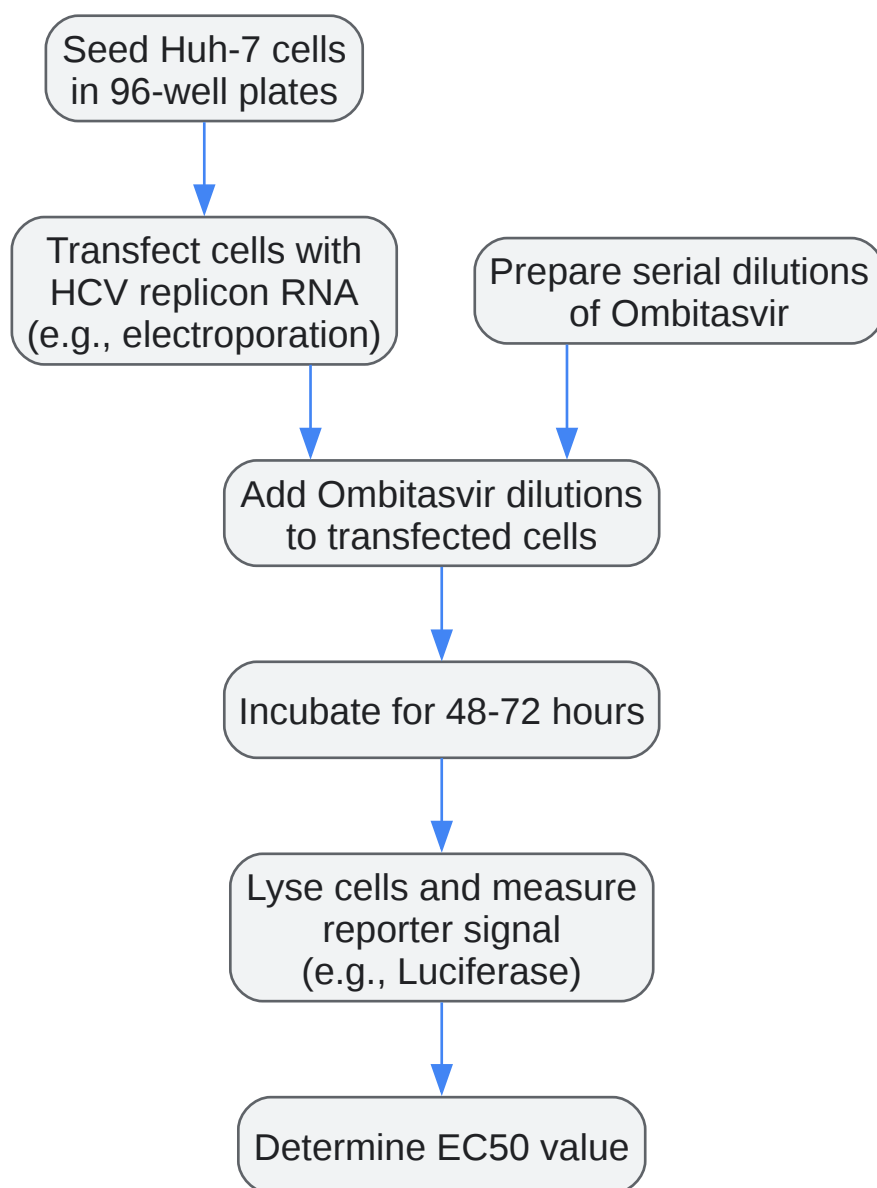 Seed Huh-7 cells
in 96-well plates
Transfect cells with
HCV replicon RNA
(e.g., electroporation)
Prepare serial dilutions
of Ombitasvir
Add Ombitasvir dilutions
to transfected cells
Incubate for 48-72 hours
Lyse cells and measure
reporter signal
(e.g., Luciferase)
Determine EC50 value